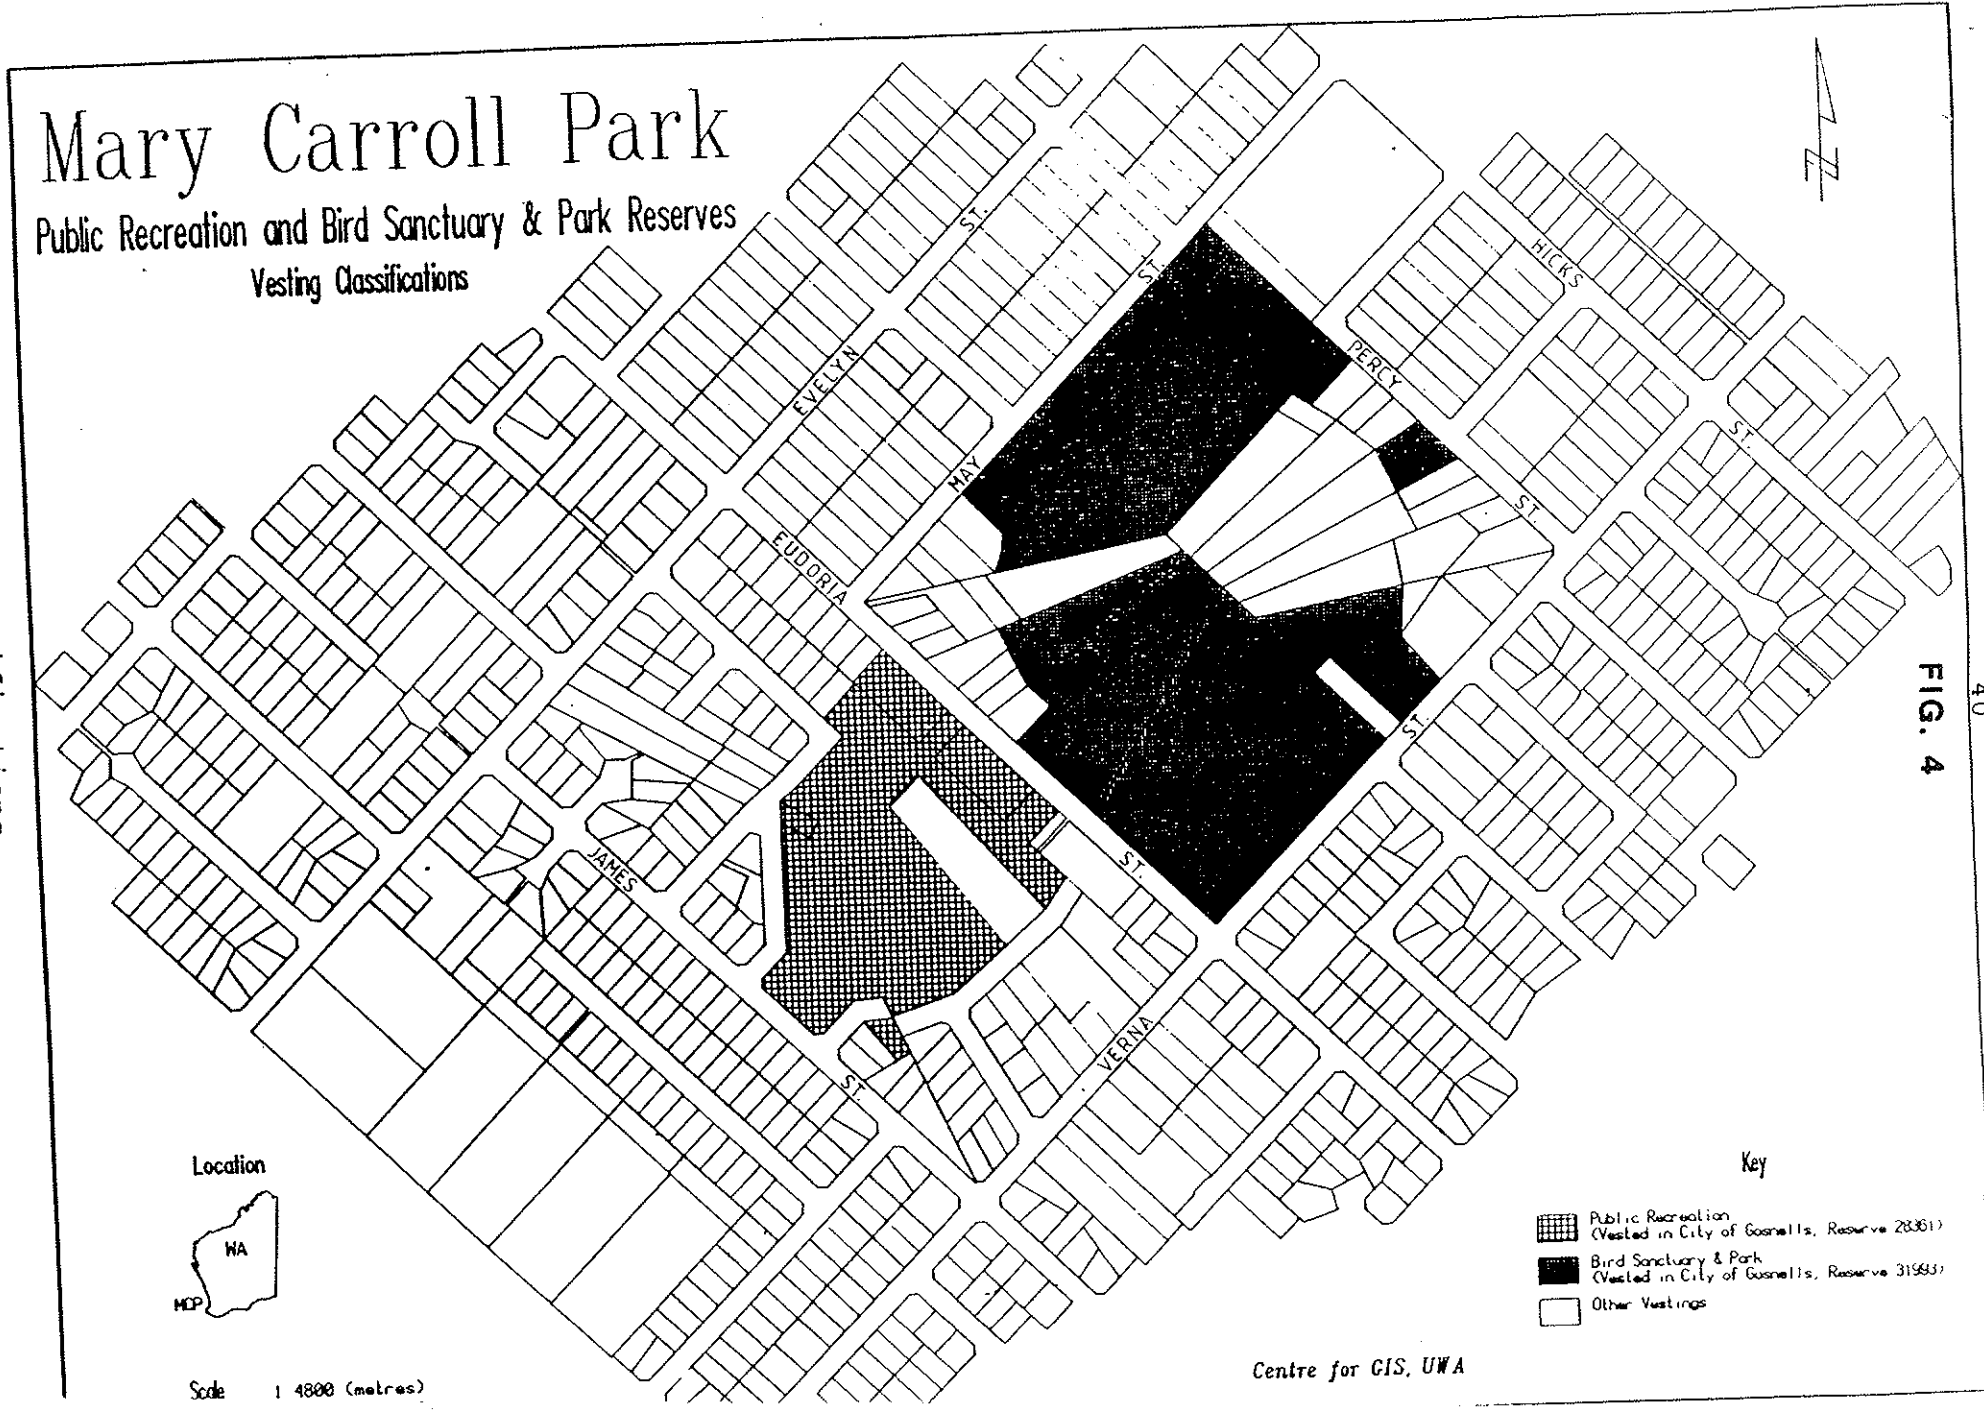 Mary Carroll Park
Public Recreation and Bird Sanctuary & Park Reserves
Vesting Classifications
ST.
ST.
HICKS
EVELYN
PERCY
MAY
ST.
ST.
EUDORIA
ST.
JAMES
ST.
VERNA
ST.
40
FIG. 4
Location
WA
MCP
Scale 1 4800 (metres)
Key
Public Recreation
(Vested in City of Gosnells, Reserve 28361)
Bird Sanctuary & Park
(Vested in City of Gosnells, Reserve 31993)
Other Vestings
Centre for GIS, UWA